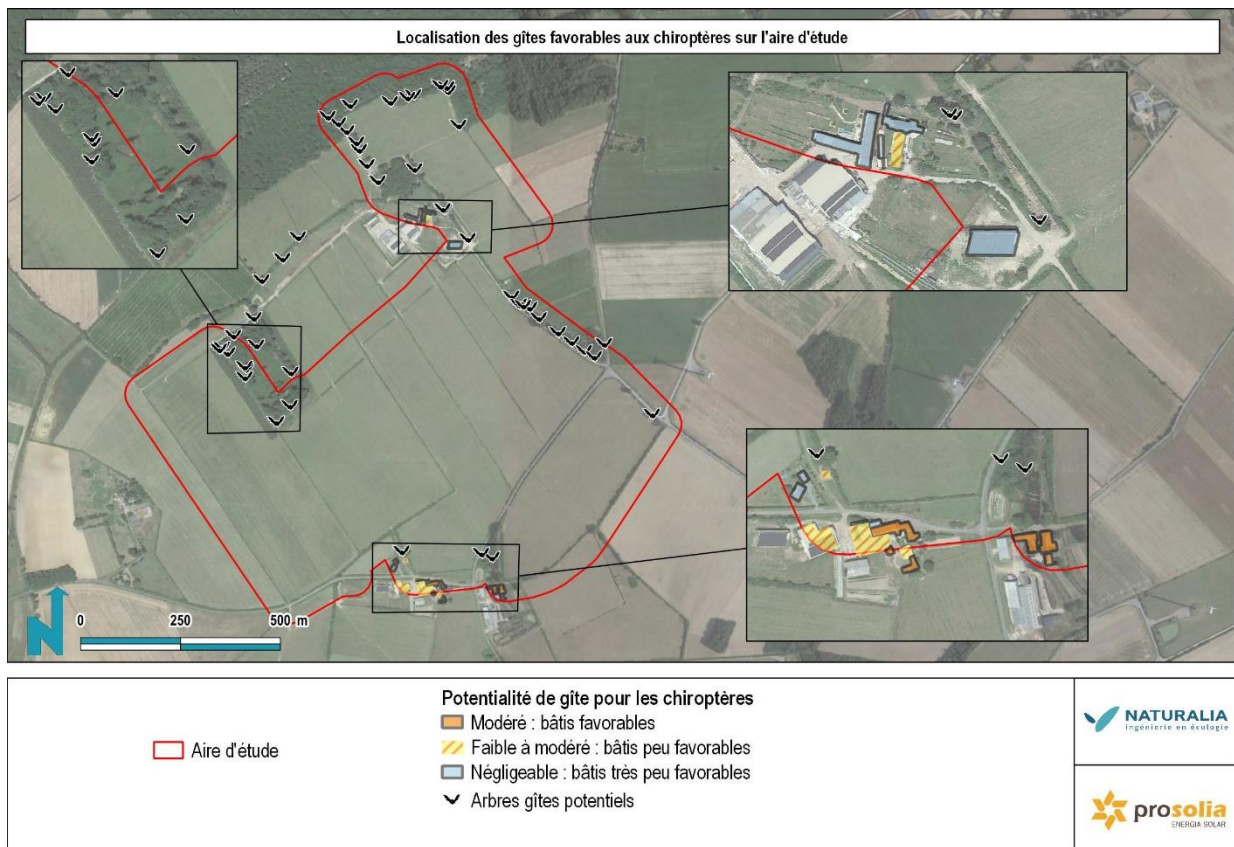 Localisation des gîtes favorables aux chiroptères sur l'aire d'étude
N
0 250 500 m
Aire d'étude
Potentialité de gîte pour les chiroptères
Modéré : bâtis favorables
Faible à modéré : bâtis peu favorables
Négligeable : bâtis très peu favorables
Arbres gîtes potentiels
NATURALIA
ingénierie en écologie
prosolia
ENERGIA SOLAR